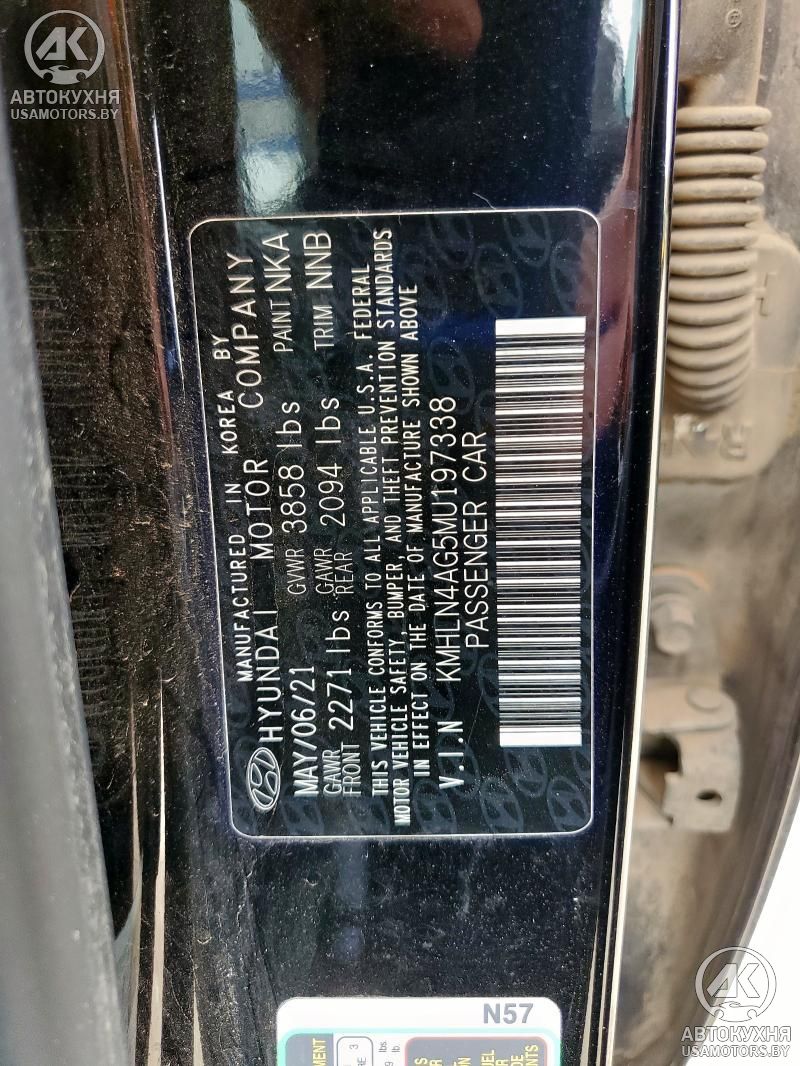 АК
АВТОКУХНЯ
USAMOTORS.BY
MANUFACTURED IN KOREA BY
HYUNDAI MOTOR COMPANY
MAY/06/21 GVWR 3858 lbs PAINT NKA
GAWR FRONT 2271 lbs GAWR REAR 2094 lbs TRIM NNB
THIS VEHICLE CONFORMS TO ALL APPLICABLE U.S.A. FEDERAL
MOTOR VEHICLE SAFETY, BUMPER, AND THEFT PREVENTION STANDARDS
IN EFFECT ON THE DATE OF MANUFACTURE SHOWN ABOVE
V.I.N KMHLN4AG5MU197338
PASSENGER CAR
N57
АК
АВТОКУХНЯ
USAMOTORS.BY